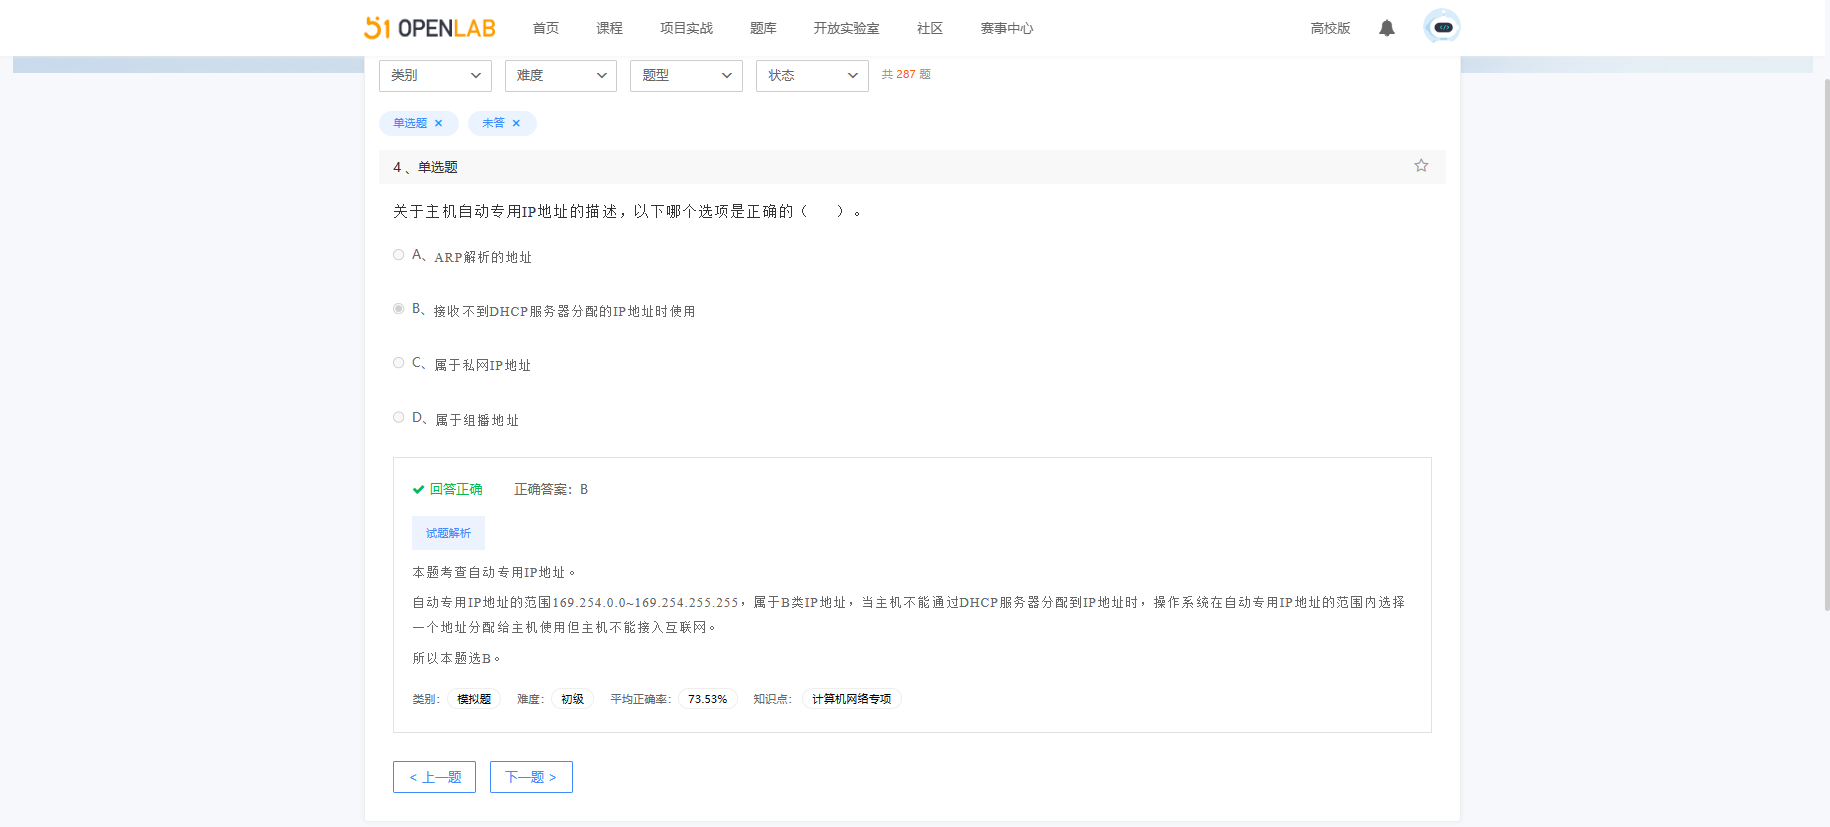 51 OPENLAB 首页 课程 项目实战 题库 开放实验室 社区 赛事中心 高校版
类别 难度 题型 状态 共 287 题
单选题 × 未答 ×
4 、单选题
关于主机自动专用IP地址的描述，以下哪个选项是正确的（ ）。
A、ARP解析的地址
B、接收不到DHCP服务器分配的IP地址时使用
C、属于私网IP地址
D、属于组播地址
回答正确 正确答案：B
试题解析
本题考查自动专用IP地址。
自动专用IP地址的范围169.254.0.0~169.254.255.255，属于B类IP地址，当主机不能通过DHCP服务器分配到IP地址时，操作系统在自动专用IP地址的范围内选择
一个地址分配给主机使用但主机不能接入互联网。
所以本题选B。
类别： 模拟题 难度： 初级 平均正确率： 73.53% 知识点： 计算机网络专项
< 上一题 下一题 >